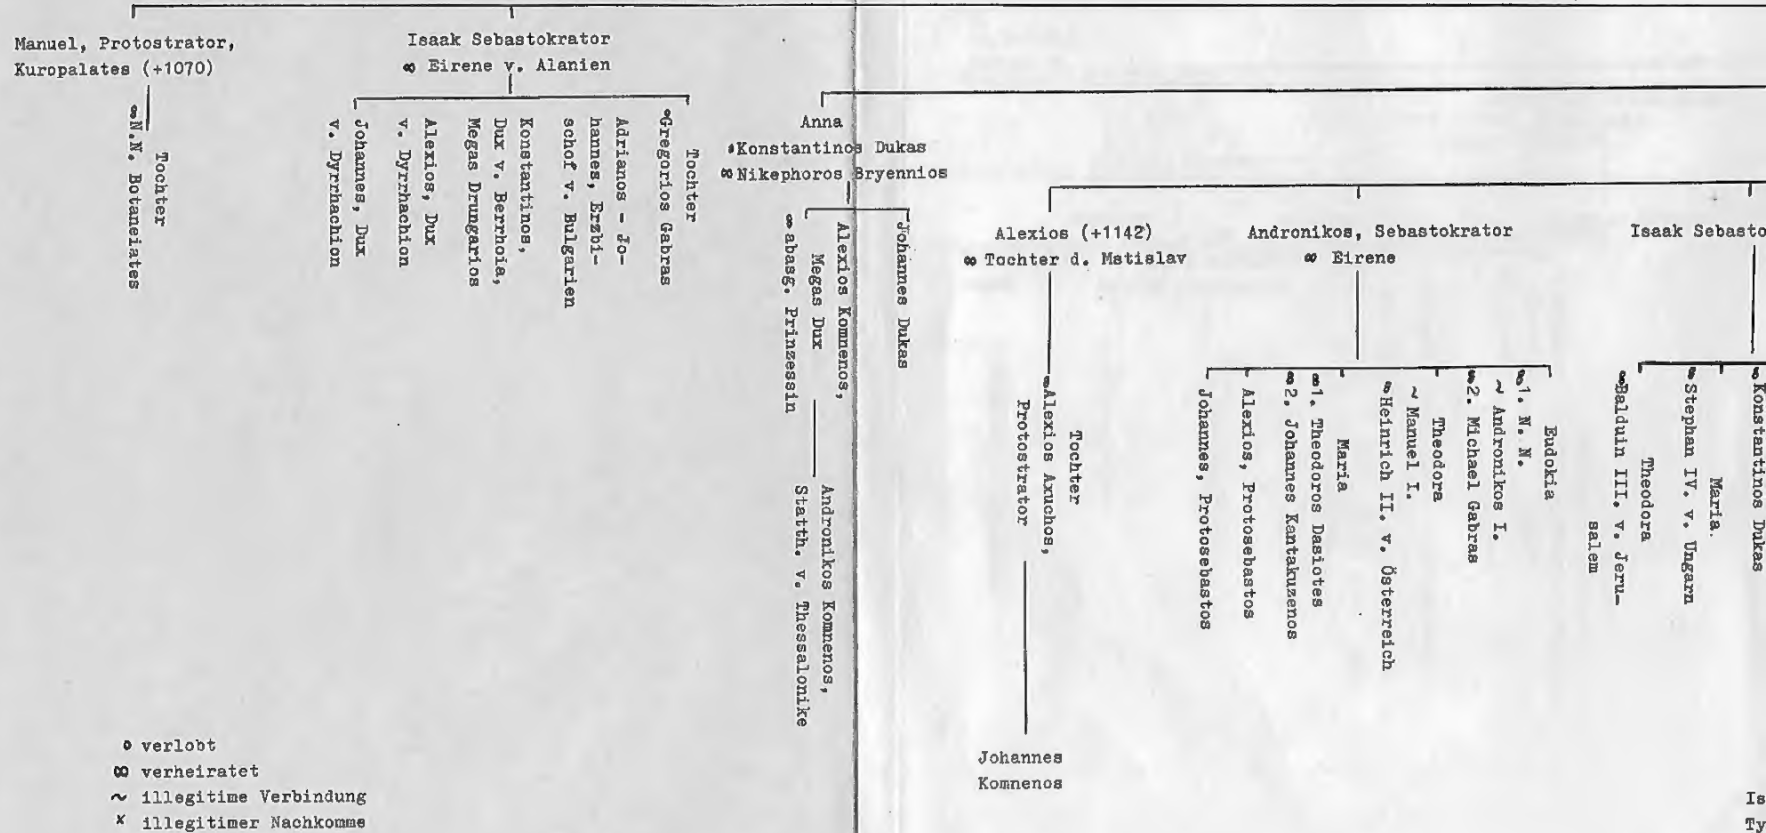 Manuel, Protostrator,
Kuropalates (+1070)
∞ N.N. Botaneiates
Tochter
Isaak Sebastokrator
∞ Eirene v. Alanien
Johannes, Dux
v. Dyrrhachion
Alexios, Dux
v. Dyrrhachion
Konstantinos,
Dux v. Berrhoia,
Megas Drungarios
Adrianos - Jo-
hannes, Erzbi-
schof v. Bulgarien
Tochter
∞Gregorios Gabras
Anna
⚬Konstantinos Dukas
∞ Nikephoros Bryennios
Alexios Komnenos,
Megas Dux
∞ abasg. Prinzessin
Johannes Dukas
Andronikos Komnenos,
Statth. v. Thessalonike
Alexios (+1142)
∞ Tochter d. Mstislav
Tochter
∞Alexios Axuchos,
Protostrator
Johannes
Komnenos
Andronikos, Sebastokrator
∞ Eirene
Johannes, Protosebastos
Alexios, Protosebastos
Maria
∞1. Theodoros Dasiotes
∞2. Johannes Kantakuzenos
Theodora
~ Manuel I.
∞Heinrich II. v. Österreich
Eudokia
∞1. N. N.
~ Andronikos I.
∞2. Michael Gabras
Isaak Sebasto
Theodora
∞Balduin III. v. Jeru-
salem
Maria.
∞Stephan IV. v. Ungarn
∞Konstantinos Dukas
⚬ verlobt
∞ verheiratet
~ illegitime Verbindung
x illegitimer Nachkomme
Is
Ty